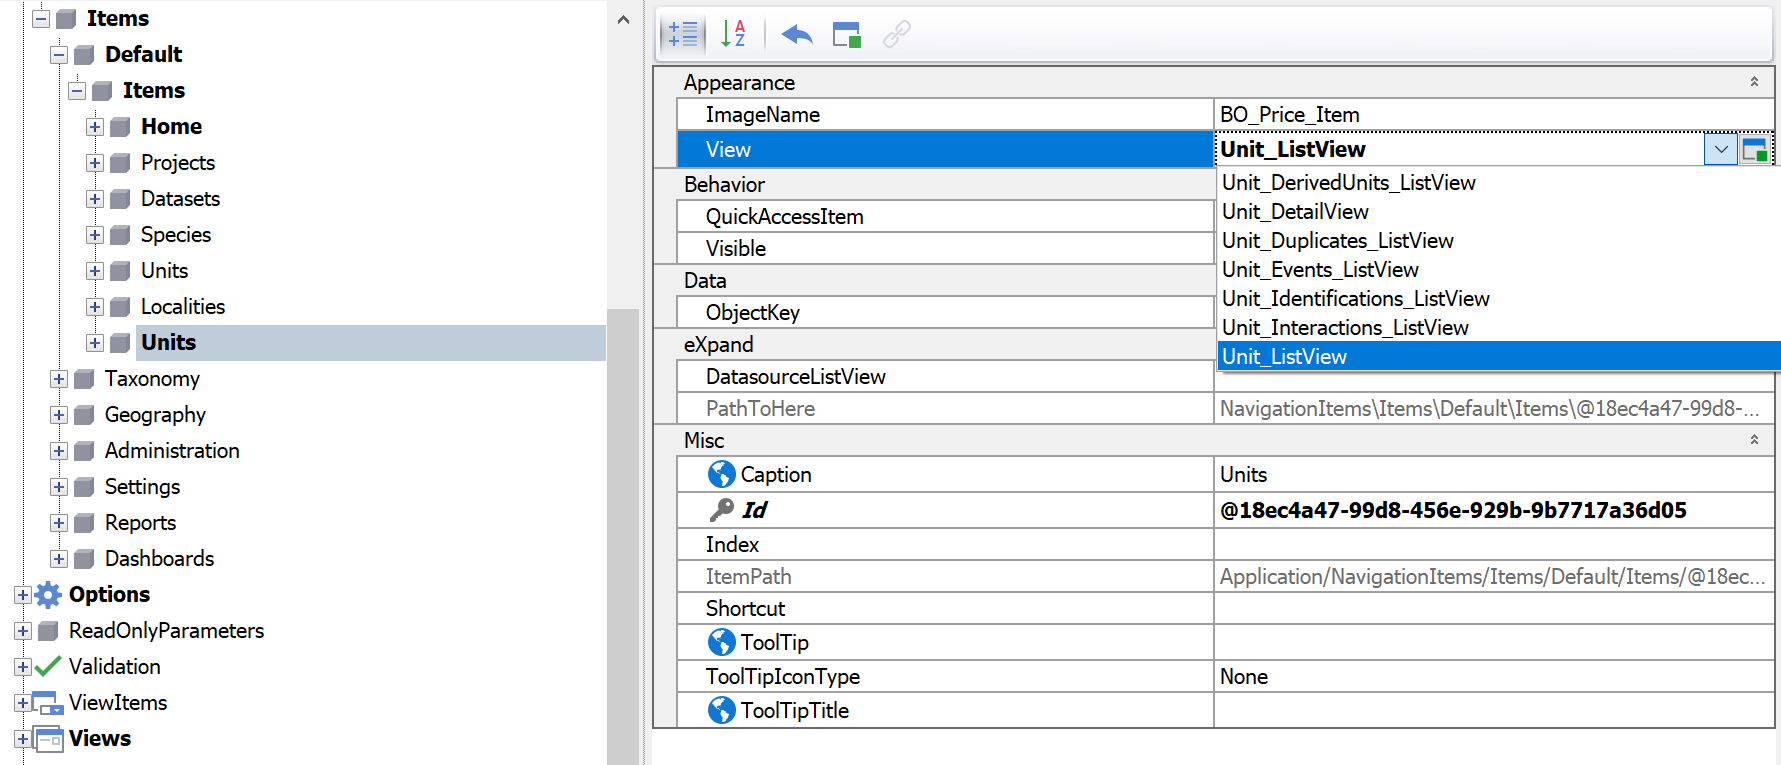 Items
Default
Items
Home
Projects
Datasets
Species
Units
Localities
Units
Taxonomy
Geography
Administration
Settings
Reports
Dashboards
Options
ReadOnlyParameters
Validation
ViewItems
Views
A
Z
Appearance
ImageName BO_Price_Item
View Unit_ListView
Unit_DerivedUnits_ListView
Unit_DetailView
Unit_Duplicates_ListView
Unit_Events_ListView
Unit_Identifications_ListView
Unit_Interactions_ListView
Unit_ListView
Behavior
QuickAccessItem
Visible
Data
ObjectKey
eXpand
DatasourceListView
PathToHere NavigationItems\Items\Default\Items\@18ec4a47-99d8-...
Misc
Caption Units
Id @18ec4a47-99d8-456e-929b-9b7717a36d05
Index
ItemPath Application/NavigationItems/Items/Default/Items/@18ec...
Shortcut
ToolTip
ToolTipIconType None
ToolTipTitle